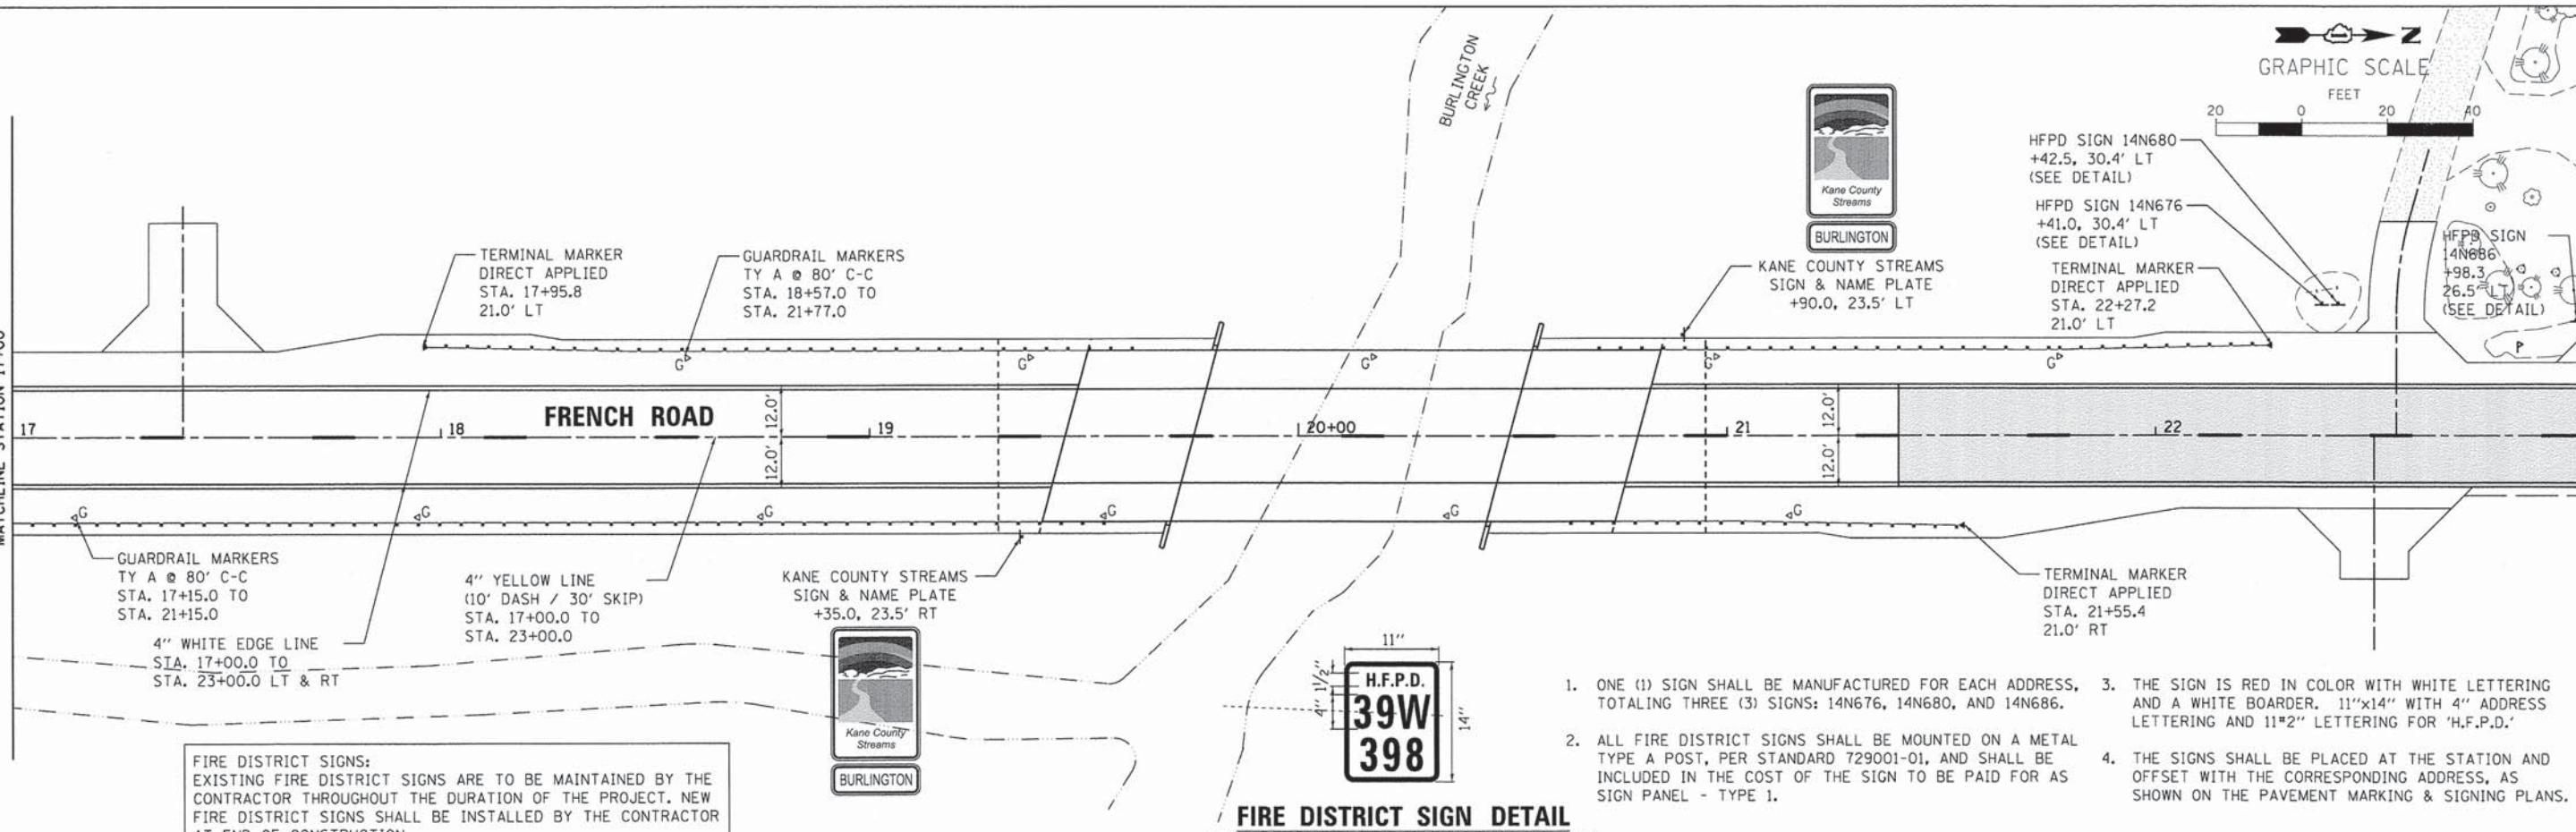 BURLINGTON
CREEK
N
GRAPHIC SCALE
FEET
20 0 20 40
Kane County
Streams
BURLINGTON
HFPD SIGN 14N680
+42.5, 30.4' LT
(SEE DETAIL)
HFPD SIGN 14N676
+41.0, 30.4' LT
(SEE DETAIL)
HFPD SIGN
14N686
+98.3
26.5' LT
(SEE DETAIL)
TERMINAL MARKER
DIRECT APPLIED
STA. 17+95.8
21.0' LT
GUARDRAIL MARKERS
TY A @ 80' C-C
STA. 18+57.0 TO
STA. 21+77.0
KANE COUNTY STREAMS
SIGN & NAME PLATE
+90.0, 23.5' LT
TERMINAL MARKER
DIRECT APPLIED
STA. 22+27.2
21.0' LT
P
G G G G G
MATCHLINE STATION 17+00
FRENCH ROAD
12.0' 12.0'
12.0' 12.0'
17 18 19 20+00 21 22
G G G G G G
GUARDRAIL MARKERS
TY A @ 80' C-C
STA. 17+15.0 TO
STA. 21+15.0
4" WHITE EDGE LINE
STA. 17+00.0 TO
STA. 23+00.0 LT & RT
4" YELLOW LINE
(10' DASH / 30' SKIP)
STA. 17+00.0 TO
STA. 23+00.0
KANE COUNTY STREAMS
SIGN & NAME PLATE
+35.0, 23.5' RT
Kane County
Streams
BURLINGTON
TERMINAL MARKER
DIRECT APPLIED
STA. 21+55.4
21.0' RT
FIRE DISTRICT SIGNS:
EXISTING FIRE DISTRICT SIGNS ARE TO BE MAINTAINED BY THE
CONTRACTOR THROUGHOUT THE DURATION OF THE PROJECT. NEW
FIRE DISTRICT SIGNS SHALL BE INSTALLED BY THE CONTRACTOR
AT END OF CONSTRUCTION
11"
1 1/2"
4"
14"
H.F.P.D.
39W
398
FIRE DISTRICT SIGN DETAIL
1. ONE (1) SIGN SHALL BE MANUFACTURED FOR EACH ADDRESS,
TOTALING THREE (3) SIGNS: 14N676, 14N680, AND 14N686.
2. ALL FIRE DISTRICT SIGNS SHALL BE MOUNTED ON A METAL
TYPE A POST, PER STANDARD 729001-01, AND SHALL BE
INCLUDED IN THE COST OF THE SIGN TO BE PAID FOR AS
SIGN PANEL - TYPE 1.
3. THE SIGN IS RED IN COLOR WITH WHITE LETTERING
AND A WHITE BOARDER. 11"x14" WITH 4" ADDRESS
LETTERING AND 11"2" LETTERING FOR 'H.F.P.D.'
4. THE SIGNS SHALL BE PLACED AT THE STATION AND
OFFSET WITH THE CORRESPONDING ADDRESS, AS
SHOWN ON THE PAVEMENT MARKING & SIGNING PLANS.